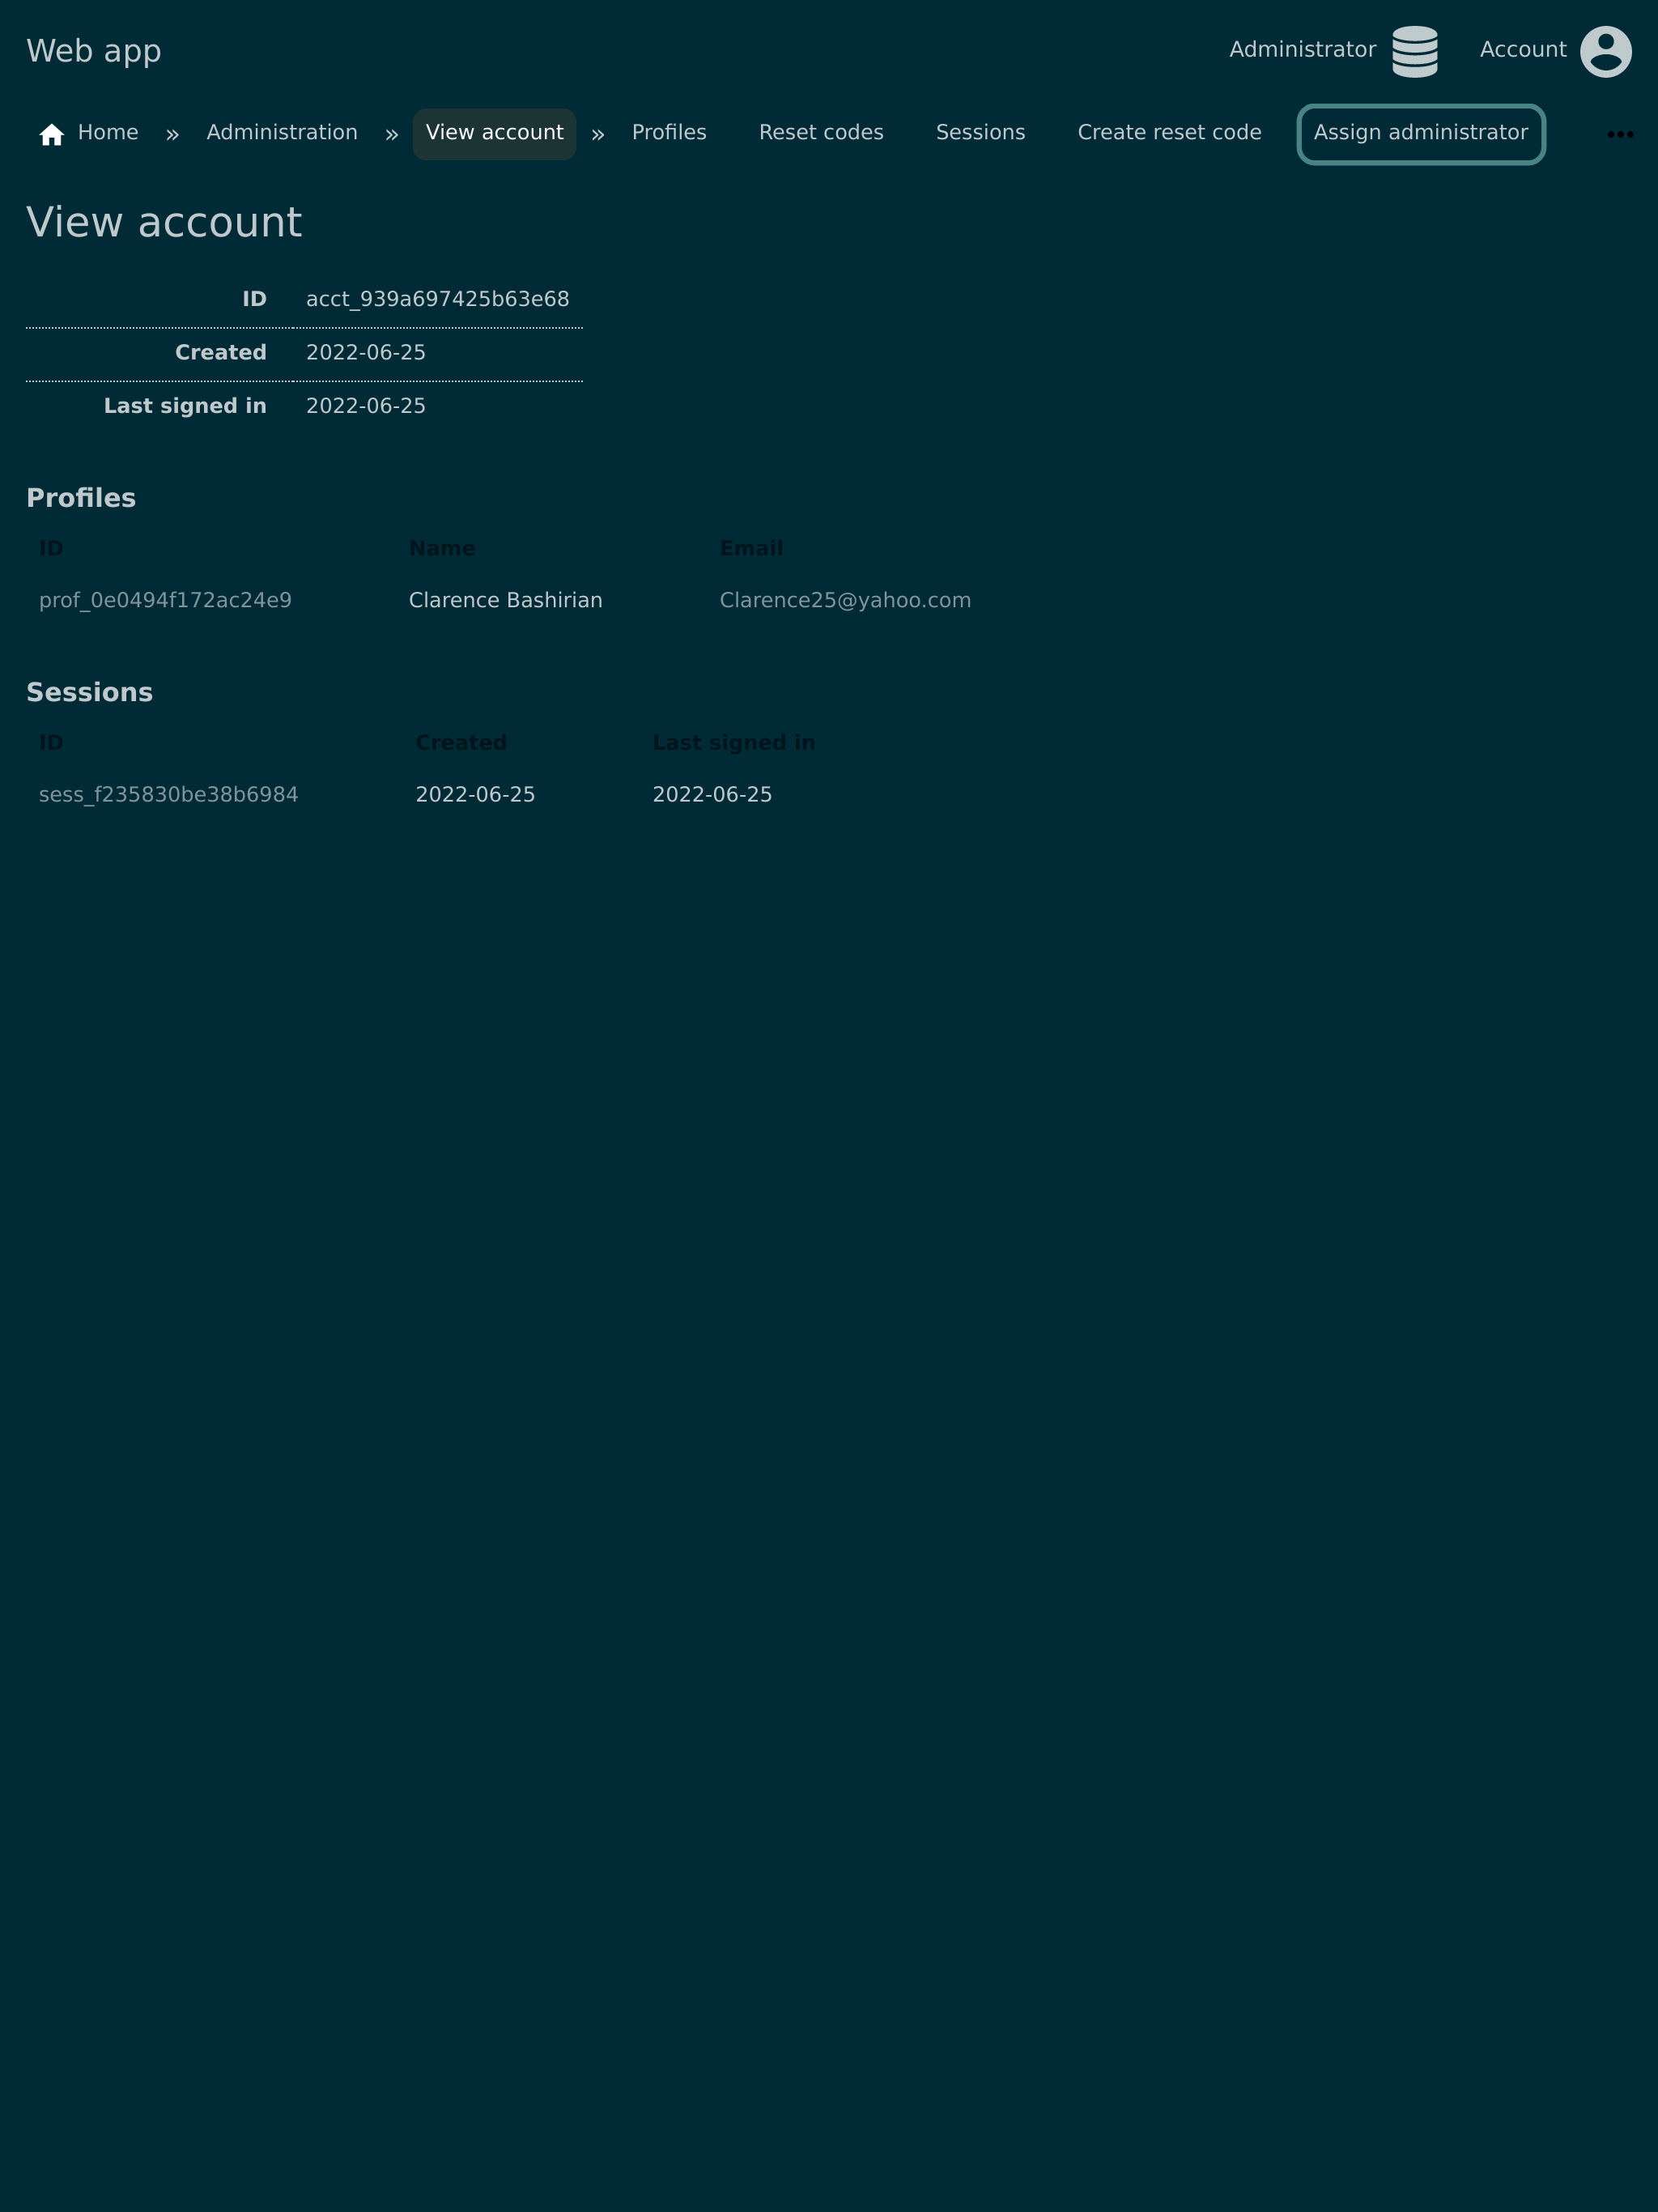 Web app
Administrator Account
Home » Administration » View account » Profiles Reset codes Sessions Create reset code Assign administrator
View account
ID acct_939a697425b63e68
Created 2022-06-25
Last signed in 2022-06-25
Profiles
ID Name Email
prof_0e0494f172ac24e9 Clarence Bashirian Clarence25@yahoo.com
Sessions
ID Created Last signed in
sess_f235830be38b6984 2022-06-25 2022-06-25